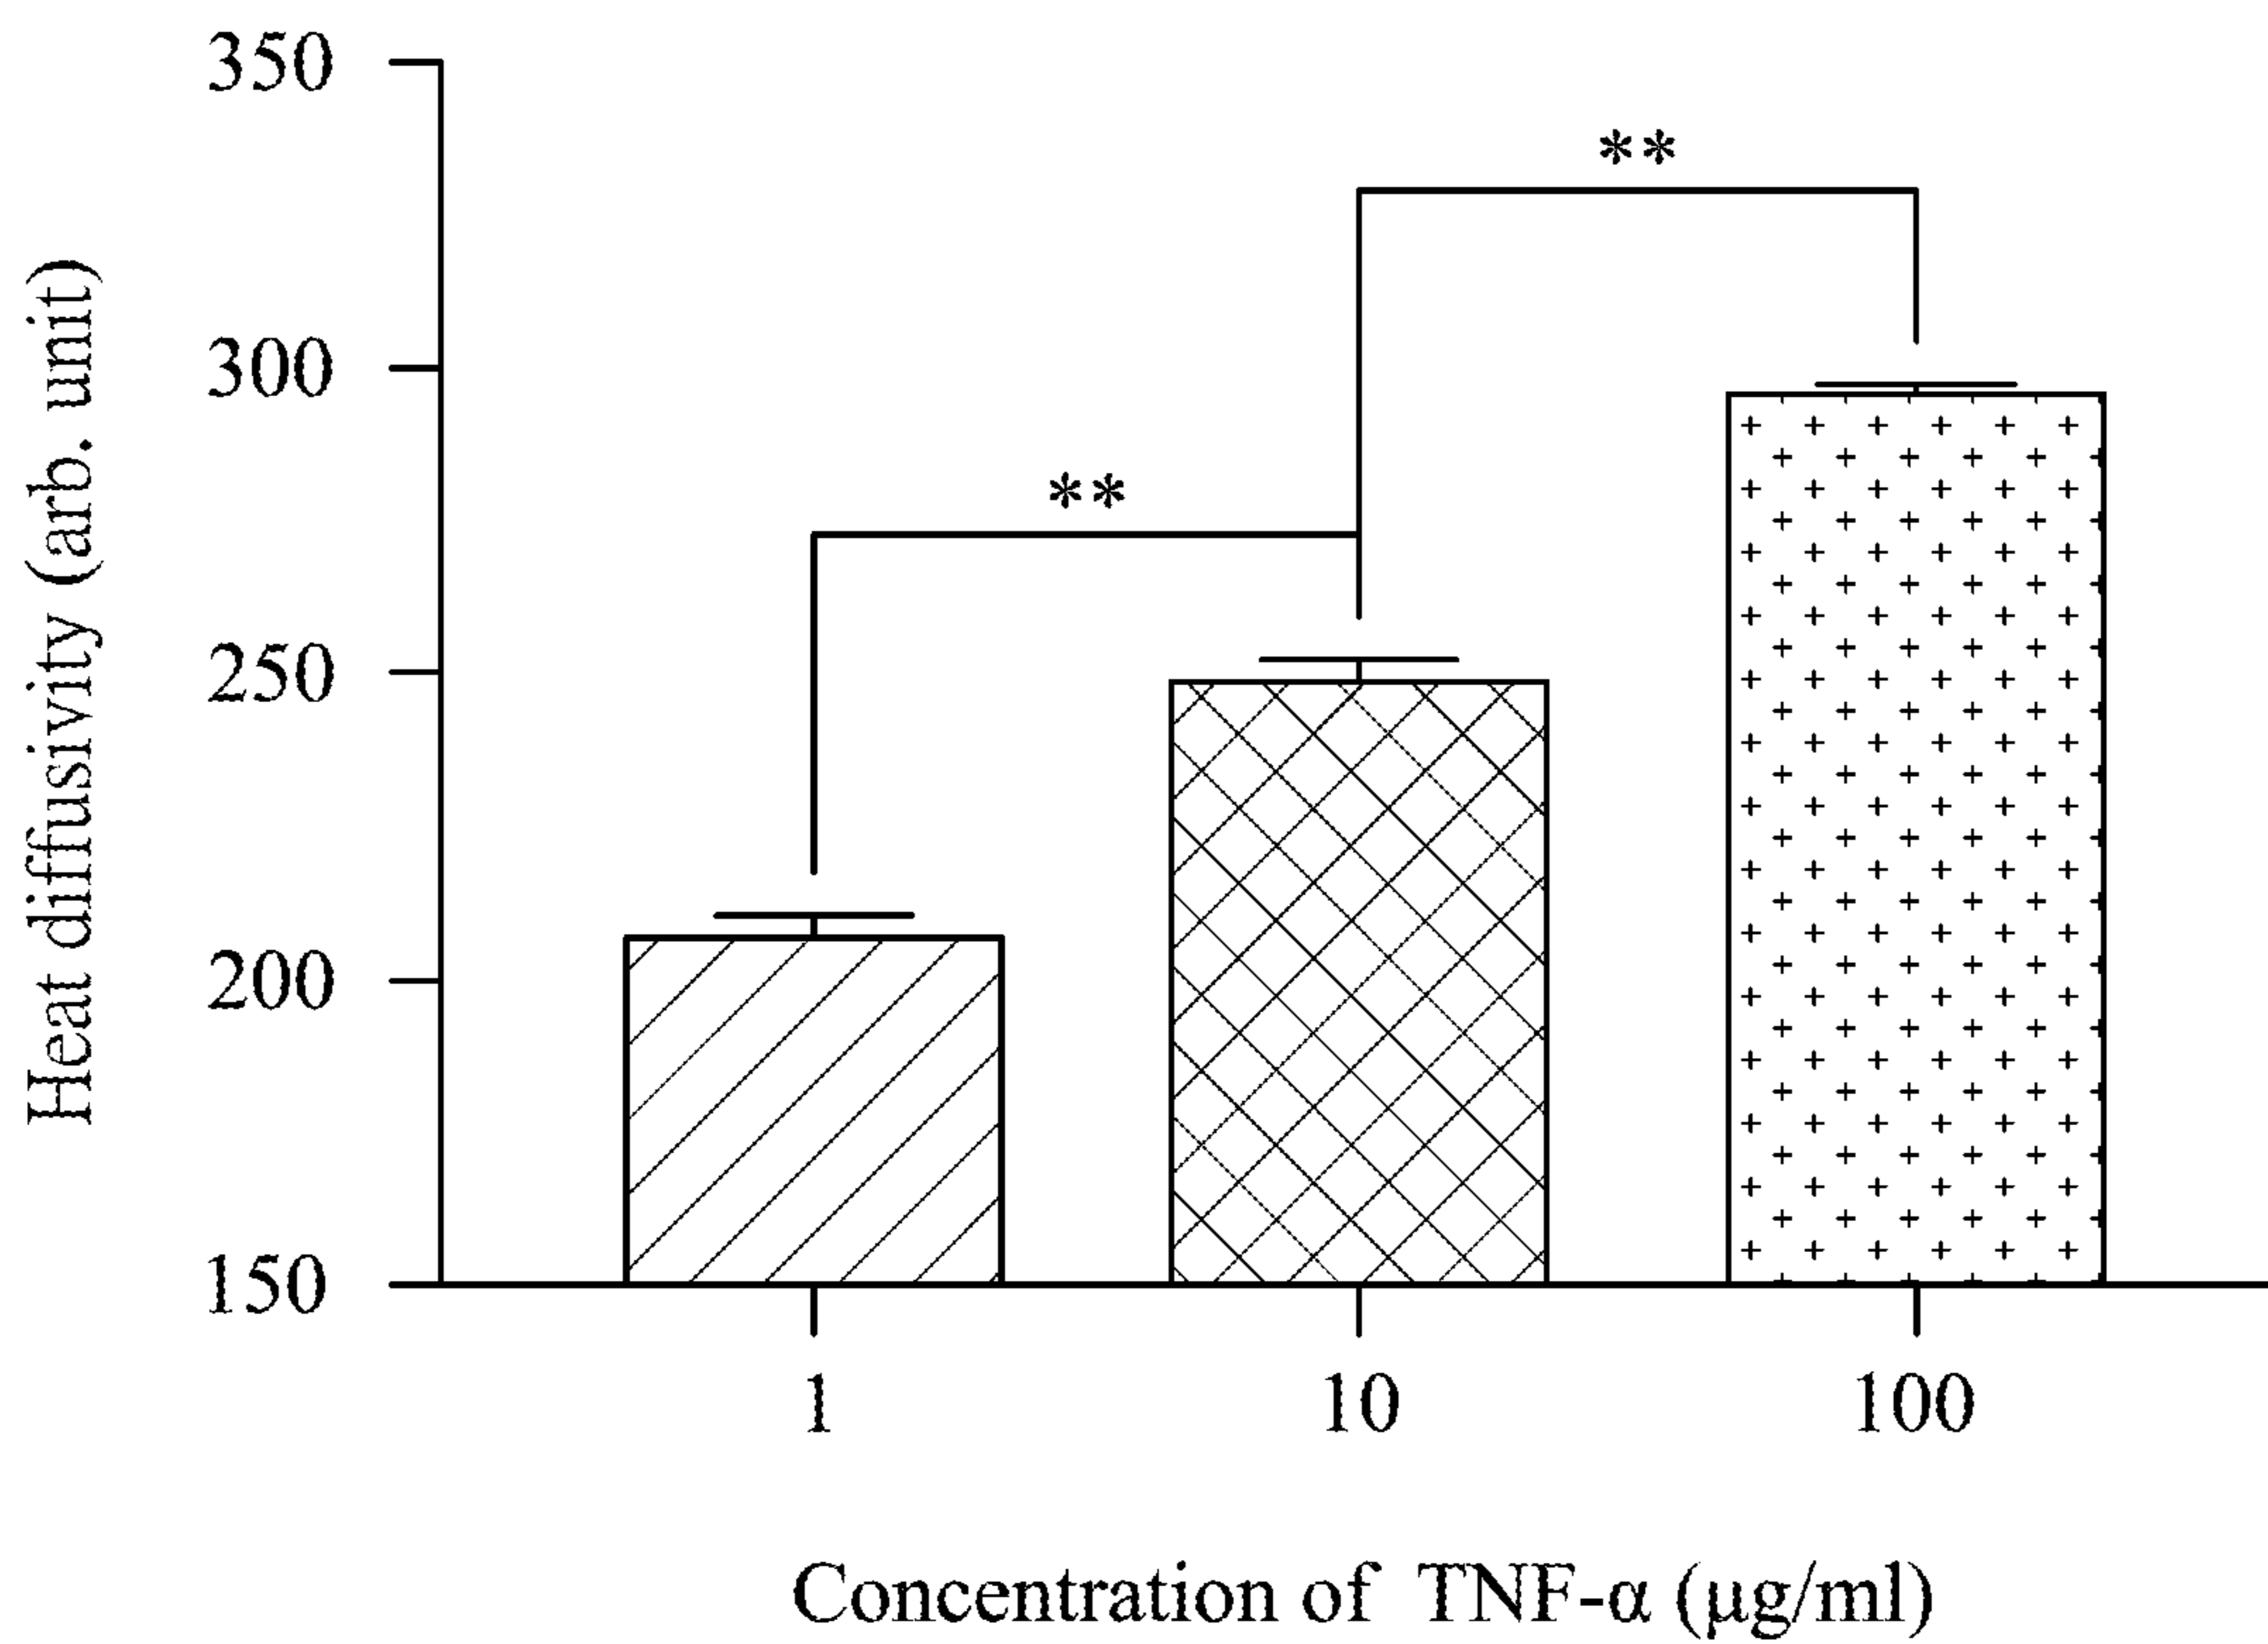 350
**
300
**
250
200
150
Heat diffusivity (arb. unit)
1 10 100
Concentration of TNF-α (μg/ml)